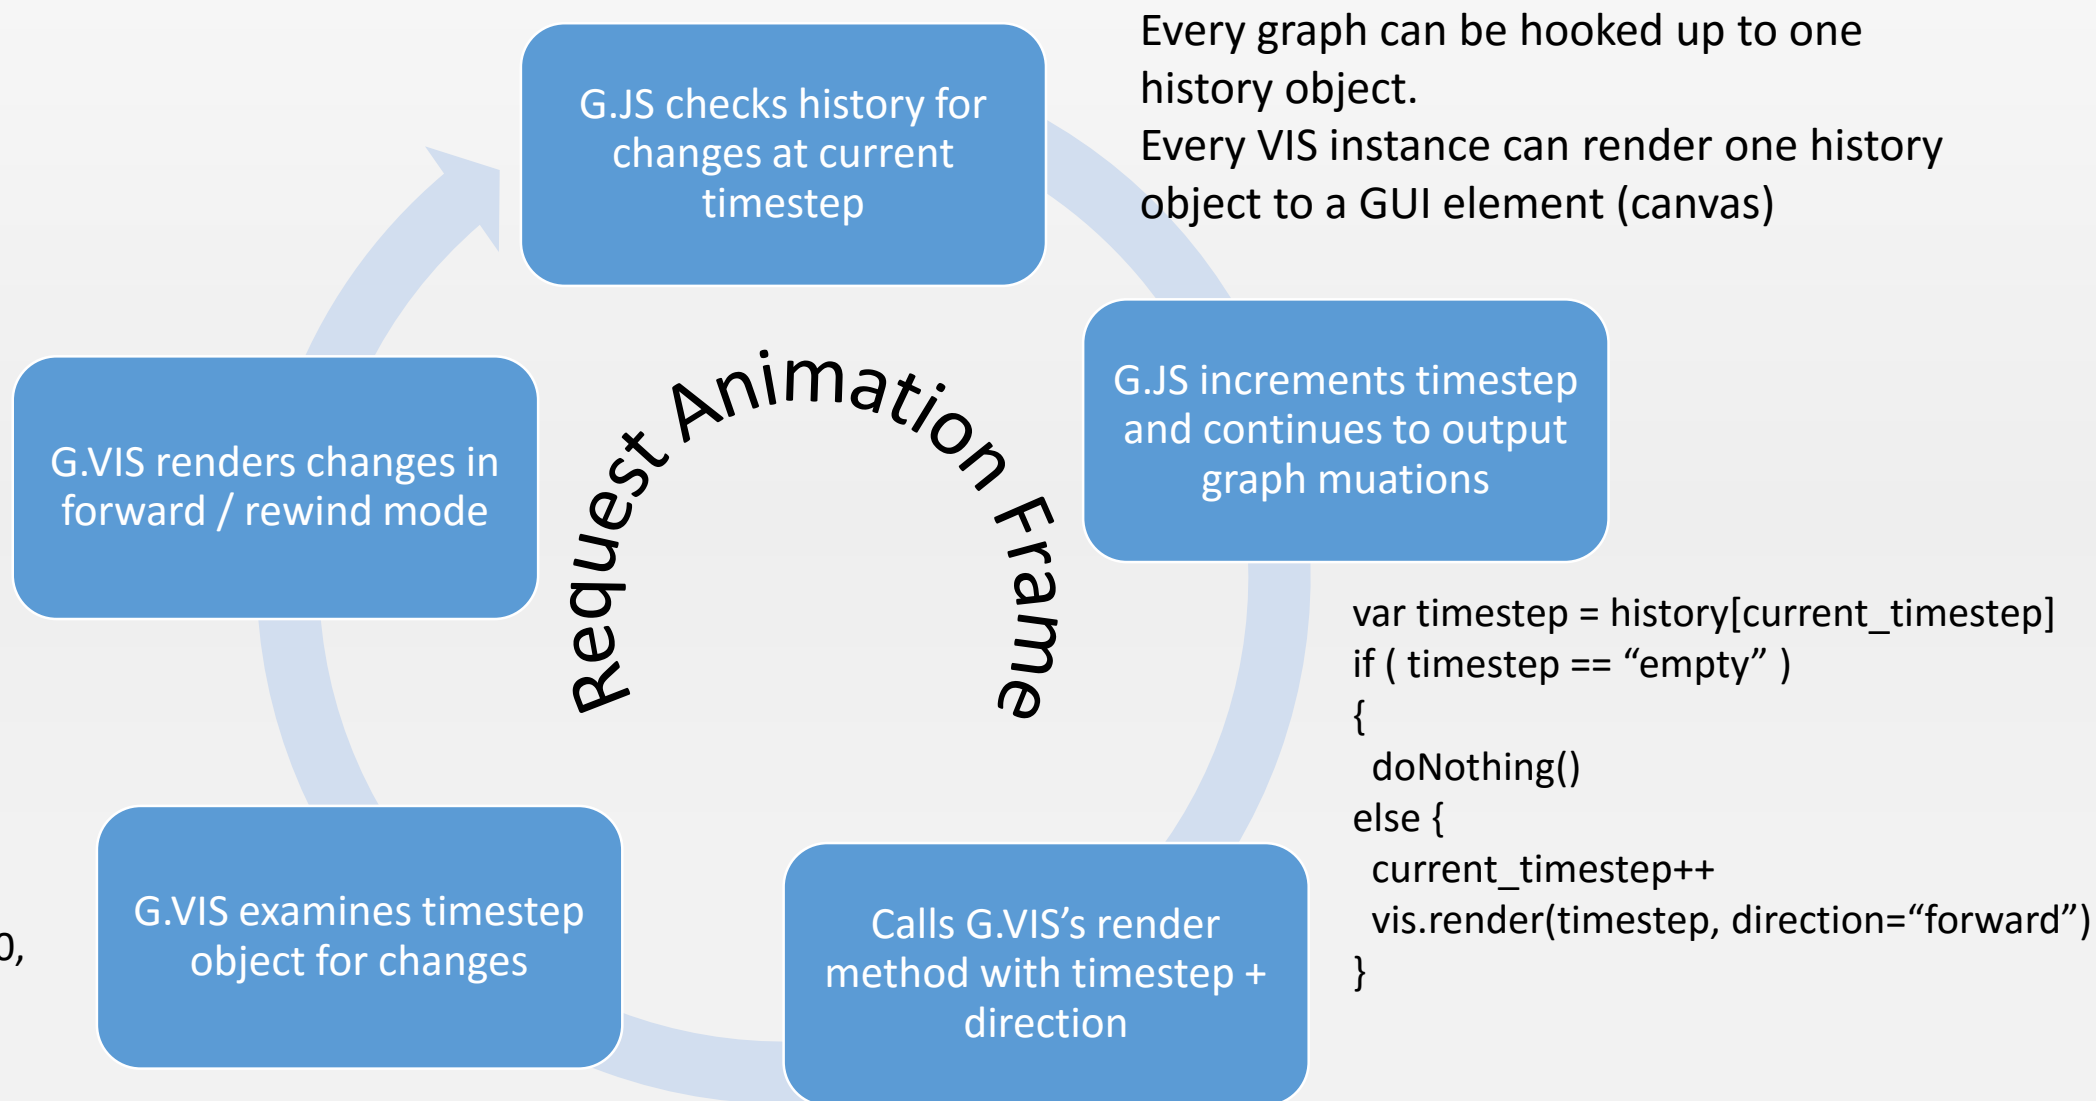 Every graph can be hooked up to one
history object.
Every VIS instance can render one history
object to a GUI element (canvas)
G.JS checks history for
changes at current
timestep
G.JS increments timestep
and continues to output
graph muations
var timestep = history[current_timestep]
if ( timestep == “empty” )
{
doNothing()
else {
current_timestep++
vis.render(timestep, direction=“forward”)
}
Calls G.VIS’s render
method with timestep +
direction
G.VIS examines timestep
object for changes
0,
G.VIS renders changes in
forward / rewind mode
Request Animation Frame